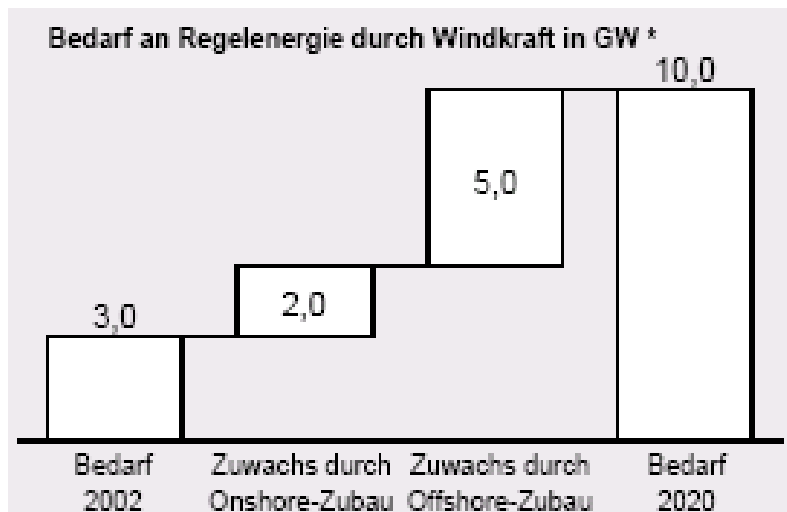 Bedarf an Regelenergie durch Windkraft in GW *
10,0
5,0
2,0
3,0
Bedarf
2002
Zuwachs durch
Onshore-Zubau
Zuwachs durch
Offshore-Zubau
Bedarf
2020